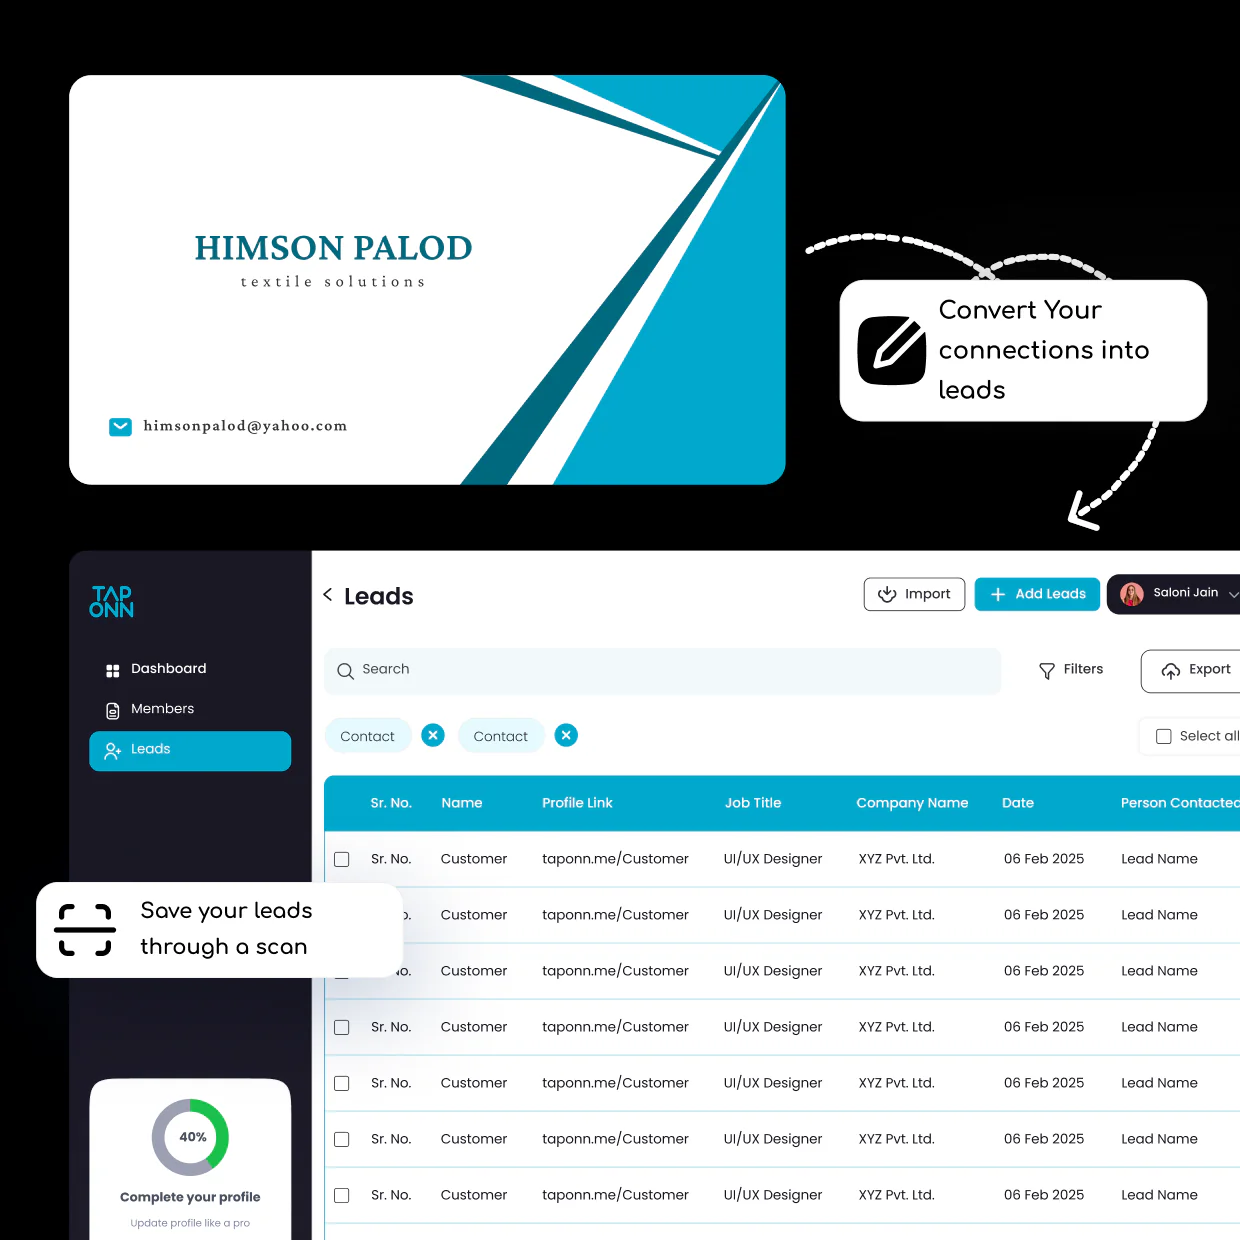 HIMSON PALOD
textile solutions
himsonpalod@yahoo.com
Convert Your
connections into
leads
TAP
ONN
Dashboard
Members
Leads
Leads
Import
Add Leads
Saloni Jain
Search
Filters
Export
Contact
Contact
Select all
Sr. No. Name Profile Link Job Title Company Name Date Person Contacted
Sr. No. Customer taponn.me/Customer UI/UX Designer XYZ Pvt. Ltd. 06 Feb 2025 Lead Name
o. Customer taponn.me/Customer UI/UX Designer XYZ Pvt. Ltd. 06 Feb 2025 Lead Name
No. Customer taponn.me/Customer UI/UX Designer XYZ Pvt. Ltd. 06 Feb 2025 Lead Name
Sr. No. Customer taponn.me/Customer UI/UX Designer XYZ Pvt. Ltd. 06 Feb 2025 Lead Name
Sr. No. Customer taponn.me/Customer UI/UX Designer XYZ Pvt. Ltd. 06 Feb 2025 Lead Name
Sr. No. Customer taponn.me/Customer UI/UX Designer XYZ Pvt. Ltd. 06 Feb 2025 Lead Name
Sr. No. Customer taponn.me/Customer UI/UX Designer XYZ Pvt. Ltd. 06 Feb 2025 Lead Name
Save your leads
through a scan
40%
Complete your profile
Update profile like a pro